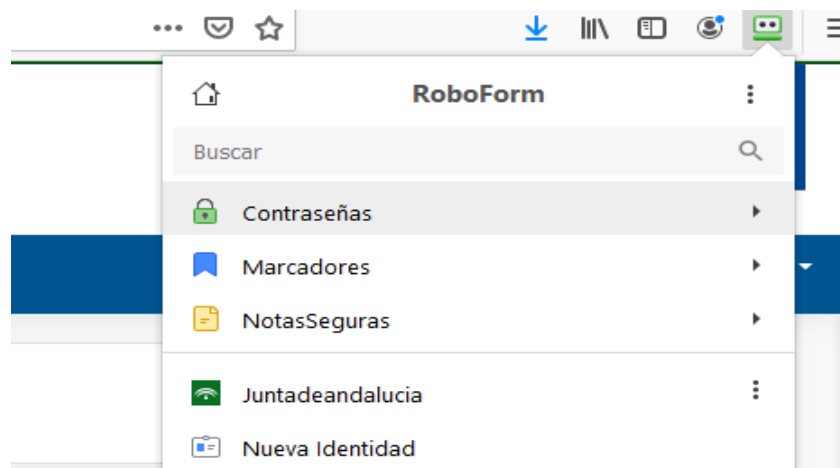 RoboForm
Buscar
Contraseñas
Marcadores
NotasSeguras
Juntadeandalucia
Nueva Identidad